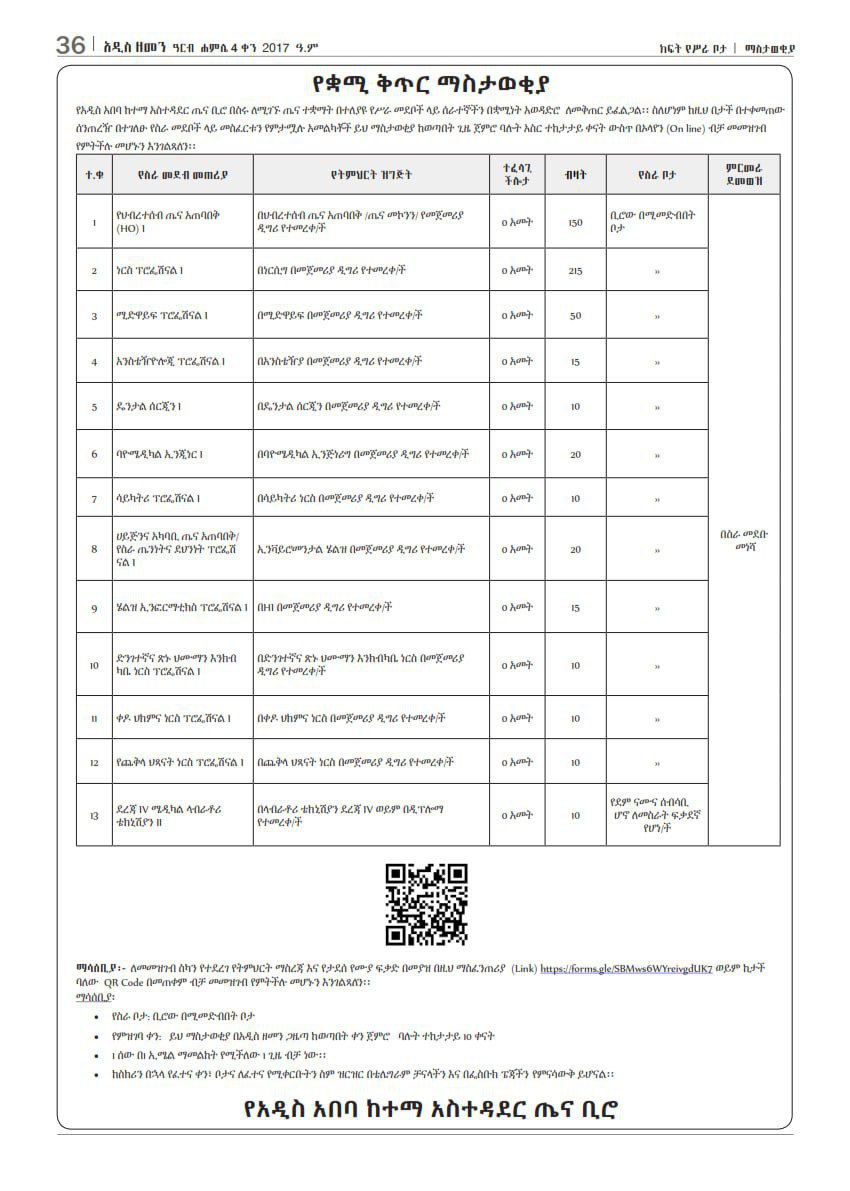 36 | አዲስ ዘመን ዓርብ ሐምሌ 4 ቀን 2017 ዓ.ም
ክፍት የሥራ ቦታ | ማስታወቂያ
የቋሚ ቅጥር ማስታወቂያ
የአዲስ አበባ ከተማ አስተዳደር ጤና ቢሮ በስሩ ለሚገኙ ጤና ተቋማት በተለያዩ የሥራ መደቦች ላይ ሰራተኞችን በቋሚነት አወዳድሮ ለመቅጠር ይፈልጋል፡፡ ስለሆነም ከዚህ በታች በተቀመጠው
ሰንጠረዥ በተገለፁ የስራ መደቦች ላይ መስፈርቱን የምታሟሉ አመልካቾች ይህ ማስታወቂያ ከወጣበት ጊዜ ጀምሮ ባሉት አስር ተከታታይ ቀናት ውስጥ በኦላየን (On line) ብቻ መመዝገብ
የምትችሉ መሆኑን እንገልጻለን፡፡
ተ.ቁ የስራ መደብ መጠሪያ የትምህርት ዝግጅት ተፈላጊ ችሎታ ብዛት የስራ ቦታ ምርመራ ደመወዝ
1 የህብረተሰብ ጤና አጠባበቅ (HO) I በህብረተሰብ ጤና አጠባበቅ /ጤና መኮንን/ የመጀመሪያ ዲግሪ የተመረቀ/ች 0 አመት 150 ቢሮው በሚመድብበት ቦታ
2 ነርስ ፕሮፌሽናል I በነርሲግ በመጀመሪያ ዲግሪ የተመረቀ/ች 0 አመት 215 ››
3 ሚድዋይፍ ፕሮፌሽናል I በሚድዋይፍ በመጀመሪያ ዲግሪ የተመረቀ/ች 0 አመት 50 ››
4 አንስቴዥዮሎጂ ፕሮፌሽናል I በአንስቴዥያ በመጀመሪያ ዲግሪ የተመረቀ/ች 0 አመት 15 ››
5 ዴንታል ሰርጂን I በዴንታል ሰርጂን በመጀመሪያ ዲግሪ የተመረቀ/ች 0 አመት 10 ››
6 ባዮሜዲካል ኢንጂነር I በባዮሜዲካል ኢንጅነሪግ በመጀመሪያ ዲግሪ የተመረቀ/ች 0 አመት 20 ››
7 ሳይካትሪ ፕሮፌሽናል I በሳይካትሪ ነርስ በመጀመሪያ ዲግሪ የተመረቀ/ች 0 አመት 10 ››
8 ሀይጅንና አካባቢ ጤና አጠባበቅ/ የስራ ጤንነትና ደህንነት ፕሮፌሽ ናል I ኢንቫይሮመንታል ሄልዝ በመጀመሪያ ዲግሪ የተመረቀ/ች 0 አመት 20 ››
በስራ መደቡ መነሻ
9 ሄልዝ ኢንፎርማቲክስ ፕሮፌሽናል I በHI በመጀመሪያ ዲግሪ የተመረቀ/ች 0 አመት 15 ››
10 ድንገተኛና ጽኑ ህሙማን እንክብ ካቤ ነርስ ፕሮፌሽናል I በድንገተኛና ጽኑ ህሙማን እንክብካቤ ነርስ በመጀመሪያ ዲግሪ የተመረቀ/ች 0 አመት 10 ››
11 ቀዶ ህክምና ነርስ ፕሮፌሽናል I በቀዶ ህክምና ነርስ በመጀመሪያ ዲግሪ የተመረቀ/ች 0 አመት 10 ››
12 የጨቅላ ህጻናት ነርስ ፕሮፌሽናል I በጨቅላ ህጻናት ነርስ በመጀመሪያ ዲግሪ የተመረቀ/ች 0 አመት 10 ››
13 ደረጃ IV ሜዲካል ላብራቶሪ ቴክኒሽያን II በላብራቶሪ ቴክኒሽያን ደረጃ IV ወይም በዲፕሎማ የተመረቀ/ች 0 አመት 10 የደም ናሙና ሰብሳቢ ሆኖ ለመስራት ፍቃደኛ የሆነ/ች
ማሳሰቢያ፡- ለመመዝገብ ስካን የተደረገ የትምህርት ማስረጃ እና የታደሰ የሙያ ፍቃድ በመያዝ በዚህ ማስፈንጠሪያ (Link) https://forms.gle/SBMws6WYreivgdUK7 ወይም ከታች
ባለው QR Code በመጠቀም ብቻ መመዝገብ የምትችሉ መሆኑን እንገልጻለን፡፡
ማሳሰቢያ፡
• የስራ ቦታ: ቢሮው በሚመድብበት ቦታ
• የምዝገባ ቀን: ይህ ማስታወቂያ በአዲስ ዘመን ጋዜጣ ከወጣበት ቀን ጀምሮ ባሉት ተከታታይ 10 ቀናት
• 1 ሰው በ1 ኢሜል ማመልከት የሚችለው 1 ጊዜ ብቻ ነው፡፡
• ከስክሪን በኋላ የፈተና ቀን፣ ቦታና ለፈተና የሚቀርቡትን ስም ዝርዝር በቴሌግራም ቻናላችን እና በፌስቡክ ፔጃችን የምናሳውቅ ይሆናል፡፡
የአዲስ አበባ ከተማ አስተዳደር ጤና ቢሮ